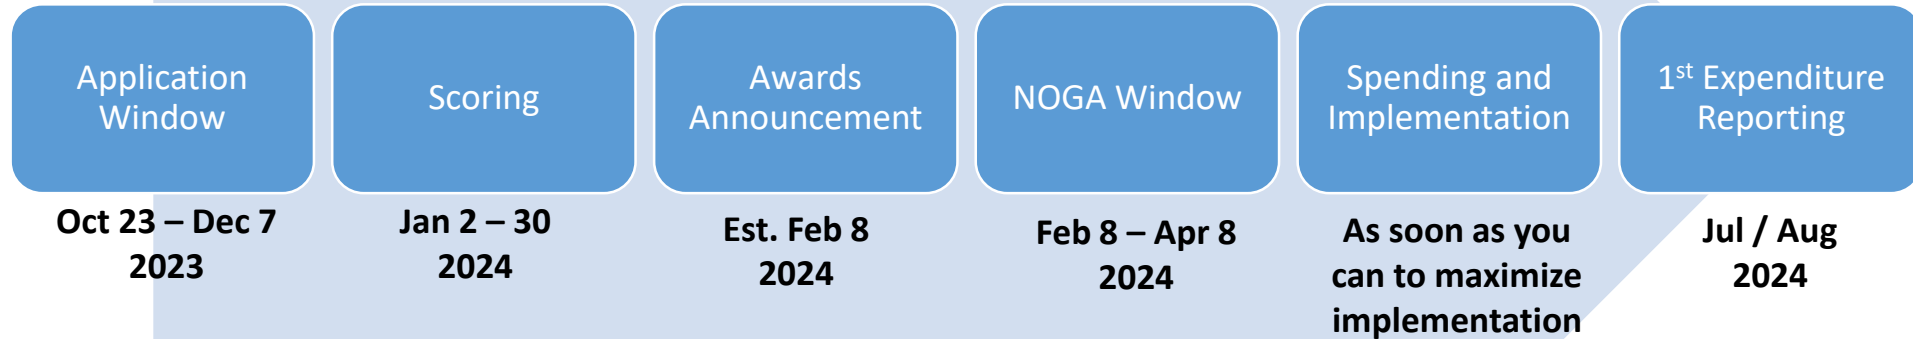 Application
Window
Scoring
Awards
Announcement
NOGA Window
Spending and
Implementation
1st Expenditure
Reporting
Oct 23 – Dec 7
2023
Jan 2 – 30
2024
Est. Feb 8
2024
Feb 8 – Apr 8
2024
As soon as you
can to maximize
implementation
Jul / Aug
2024